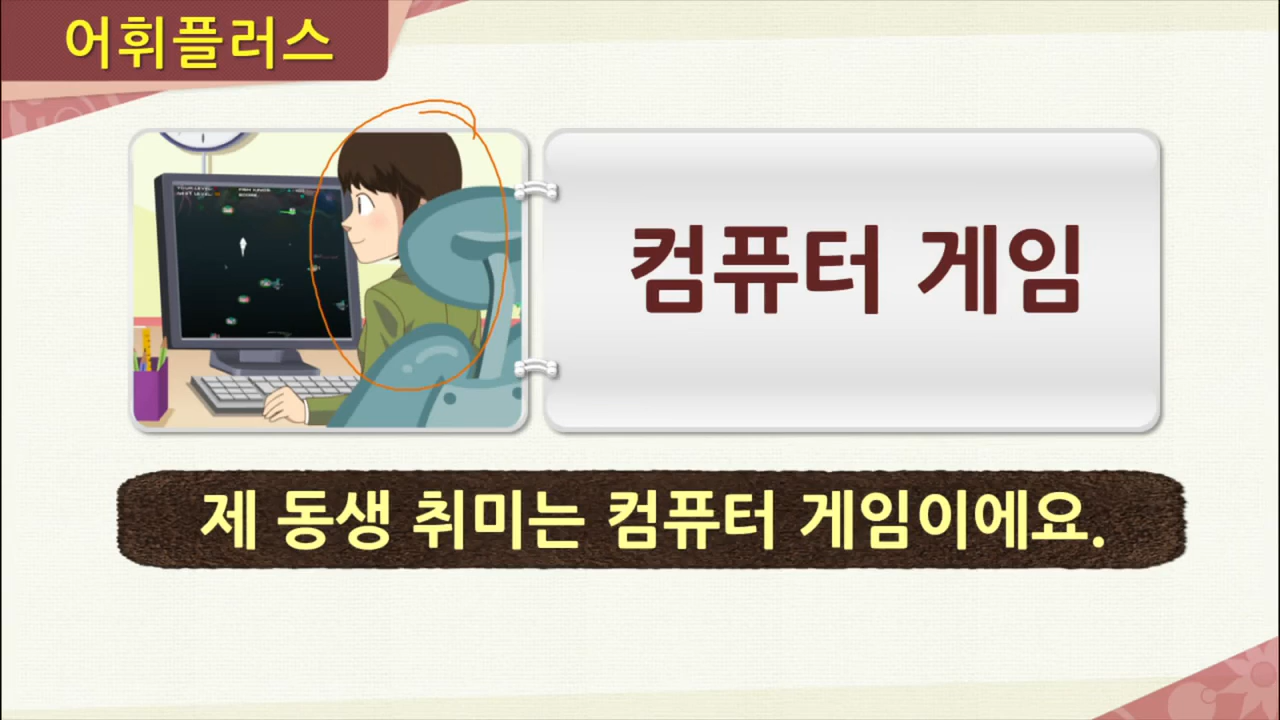 어휘플러스
컴퓨터 게임
제 동생 취미는 컴퓨터 게임이에요.